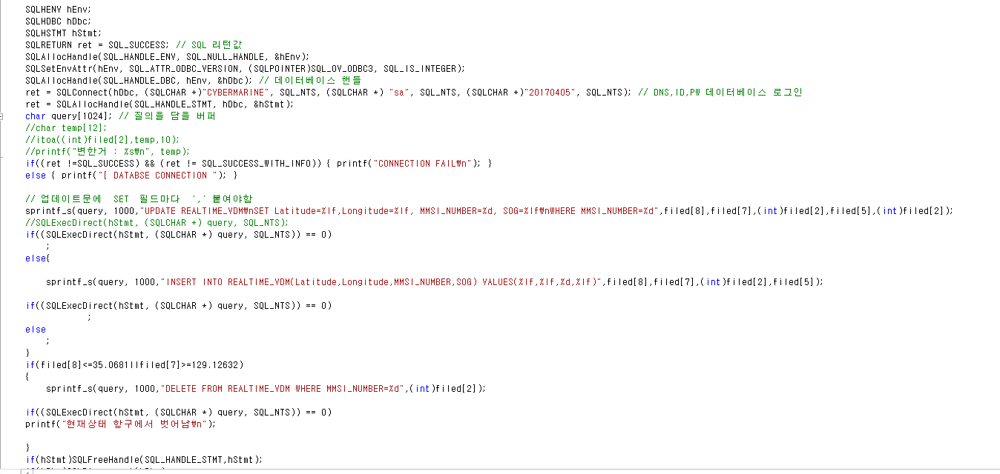 SQLHENV hEnv;
SQLHDBC hDbc;
SQLHSTMT hStmt;
SQLRETURN ret = SQL_SUCCESS; // SQL 리턴값
SQLAllocHandle(SQL_HANDLE_ENV, SQL_NULL_HANDLE, &hEnv);
SQLSetEnvAttr(hEnv, SQL_ATTR_ODBC_VERSION, (SQLPOINTER)SQL_OV_ODBC3, SQL_IS_INTEGER);
SQLAllocHandle(SQL_HANDLE_DBC, hEnv, &hDbc); // 데이터베이스 핸들
ret = SQLConnect(hDbc, (SQLCHAR *)"CYBERMARINE", SQL_NTS, (SQLCHAR *) "sa", SQL_NTS, (SQLCHAR *)"20170405", SQL_NTS); // DNS,ID,PW 데이터베이스 로그인
ret = SQLAllocHandle(SQL_HANDLE_STMT, hDbc, &hStmt);
char query[1024]; // 질의을 담을 버퍼
//char temp[12];
//itoa((int)filed[2],temp,10);
//printf("변한거 : %s₩n", temp);
if((ret !=SQL_SUCCESS) && (ret != SQL_SUCCESS_WITH_INFO)) { printf("CONNECTION FAIL₩n"); }
else { printf("[ DATABSE CONNECTION "); }
// 업데이트문에 SET 필드마다 ',' 붙여야함
sprintf_s(query, 1000,"UPDATE REALTIME_VDM₩nSET Latitude=%lf,Longitude=%lf, MMSI_NUMBER=%d, SOG=%lf₩nWHERE MMSI_NUMBER=%d",filed[8],filed[7],(int)filed[2],filed[5],(int)filed[2]);
//SQLExecDirect(hStmt, (SQLCHAR *) query, SQL_NTS);
if((SQLExecDirect(hStmt, (SQLCHAR *) query, SQL_NTS)) == 0)
;
else{
sprintf_s(query, 1000,"INSERT INTO REALTIME_VDM(Latitude,Longitude,MMSI_NUMBER,SOG) VALUES(%lf,%lf,%d,%lf)",filed[8],filed[7],(int)filed[2],filed[5]);
if((SQLExecDirect(hStmt, (SQLCHAR *) query, SQL_NTS)) == 0)
;
else
;
}
if(filed[8]<=35.0681||filed[7]>=129.12632)
{
sprintf_s(query, 1000,"DELETE FROM REALTIME_VDM WHERE MMSI_NUMBER=%d",(int)filed[2]);
if((SQLExecDirect(hStmt, (SQLCHAR *) query, SQL_NTS)) == 0)
printf("현재상태 항구에서 벗어남₩n");
}
if(hStmt)SQLFreeHandle(SQL_HANDLE_STMT,hStmt);